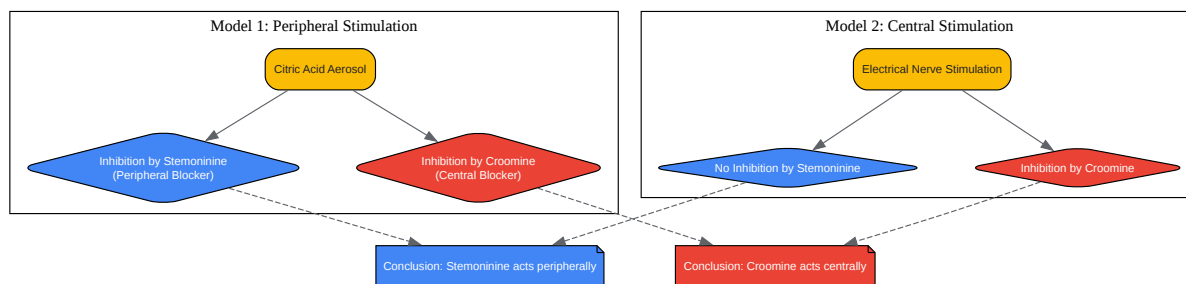 Model 1: Peripheral Stimulation
Citric Acid Aerosol
Inhibition by Stemoninine
(Peripheral Blocker)
Inhibition by Croomine
(Central Blocker)
Model 2: Central Stimulation
Electrical Nerve Stimulation
No Inhibition by Stemoninine
Inhibition by Croomine
Conclusion: Stemoninine acts peripherally
Conclusion: Croomine acts centrally